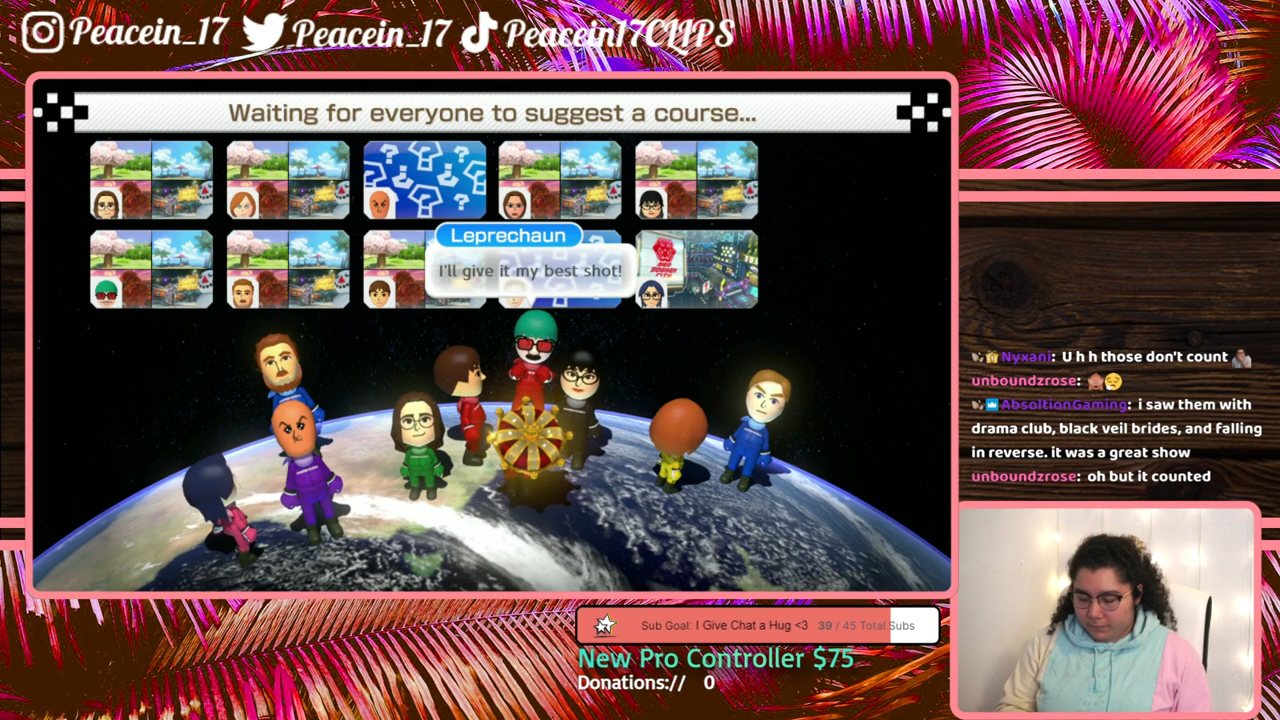 Peacein_17 Peacein_17 Peacein17CLIPS
Waiting for everyone to suggest a course...
Leprechaun
I'll give it my best shot!
Nyxani: U h h those don't count
unboundzrose:
AbsoltionGaming: i saw them with
drama club, black veil brides, and falling
in reverse. it was a great show
unboundzrose: oh but it counted
Sub Goal: I Give Chat a Hug <3 39 / 45 Total Subs
New Pro Controller $75
Donations:// 0